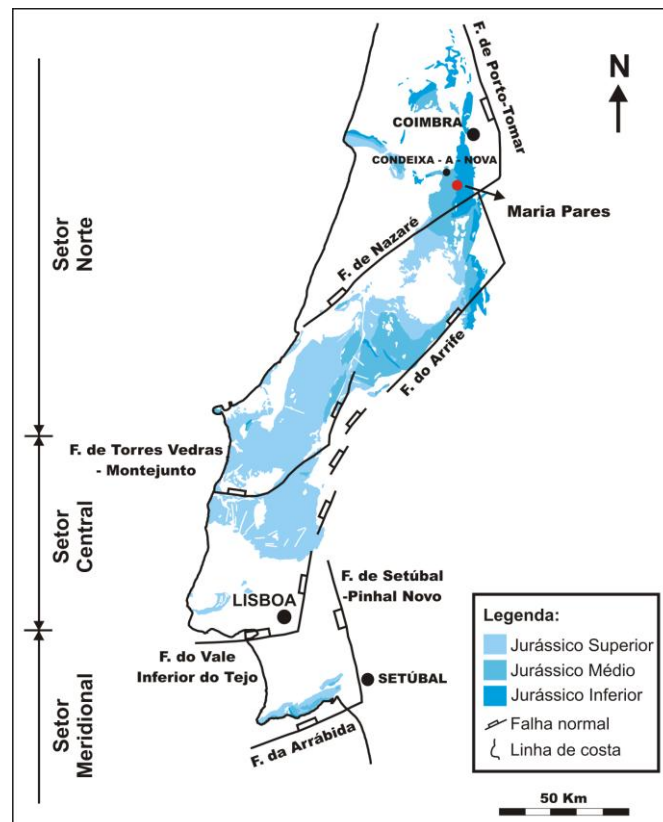 F. de Porto-Tomar
N
COIMBRA
CONDEIXA - A - NOVA
Maria Pares
F. de Nazaré
Setor
Norte
F. do Arrife
F. de Torres Vedras
- Montejunto
Setor
Central
F. de Setúbal
-Pinhal Novo
LISBOA
Legenda:
Jurássico Superior
Jurássico Médio
Jurássico Inferior
Falha normal
Linha de costa
F. do Vale
Inferior do Tejo
SETÚBAL
Setor
Meridional
F. da Arrábida
50 Km